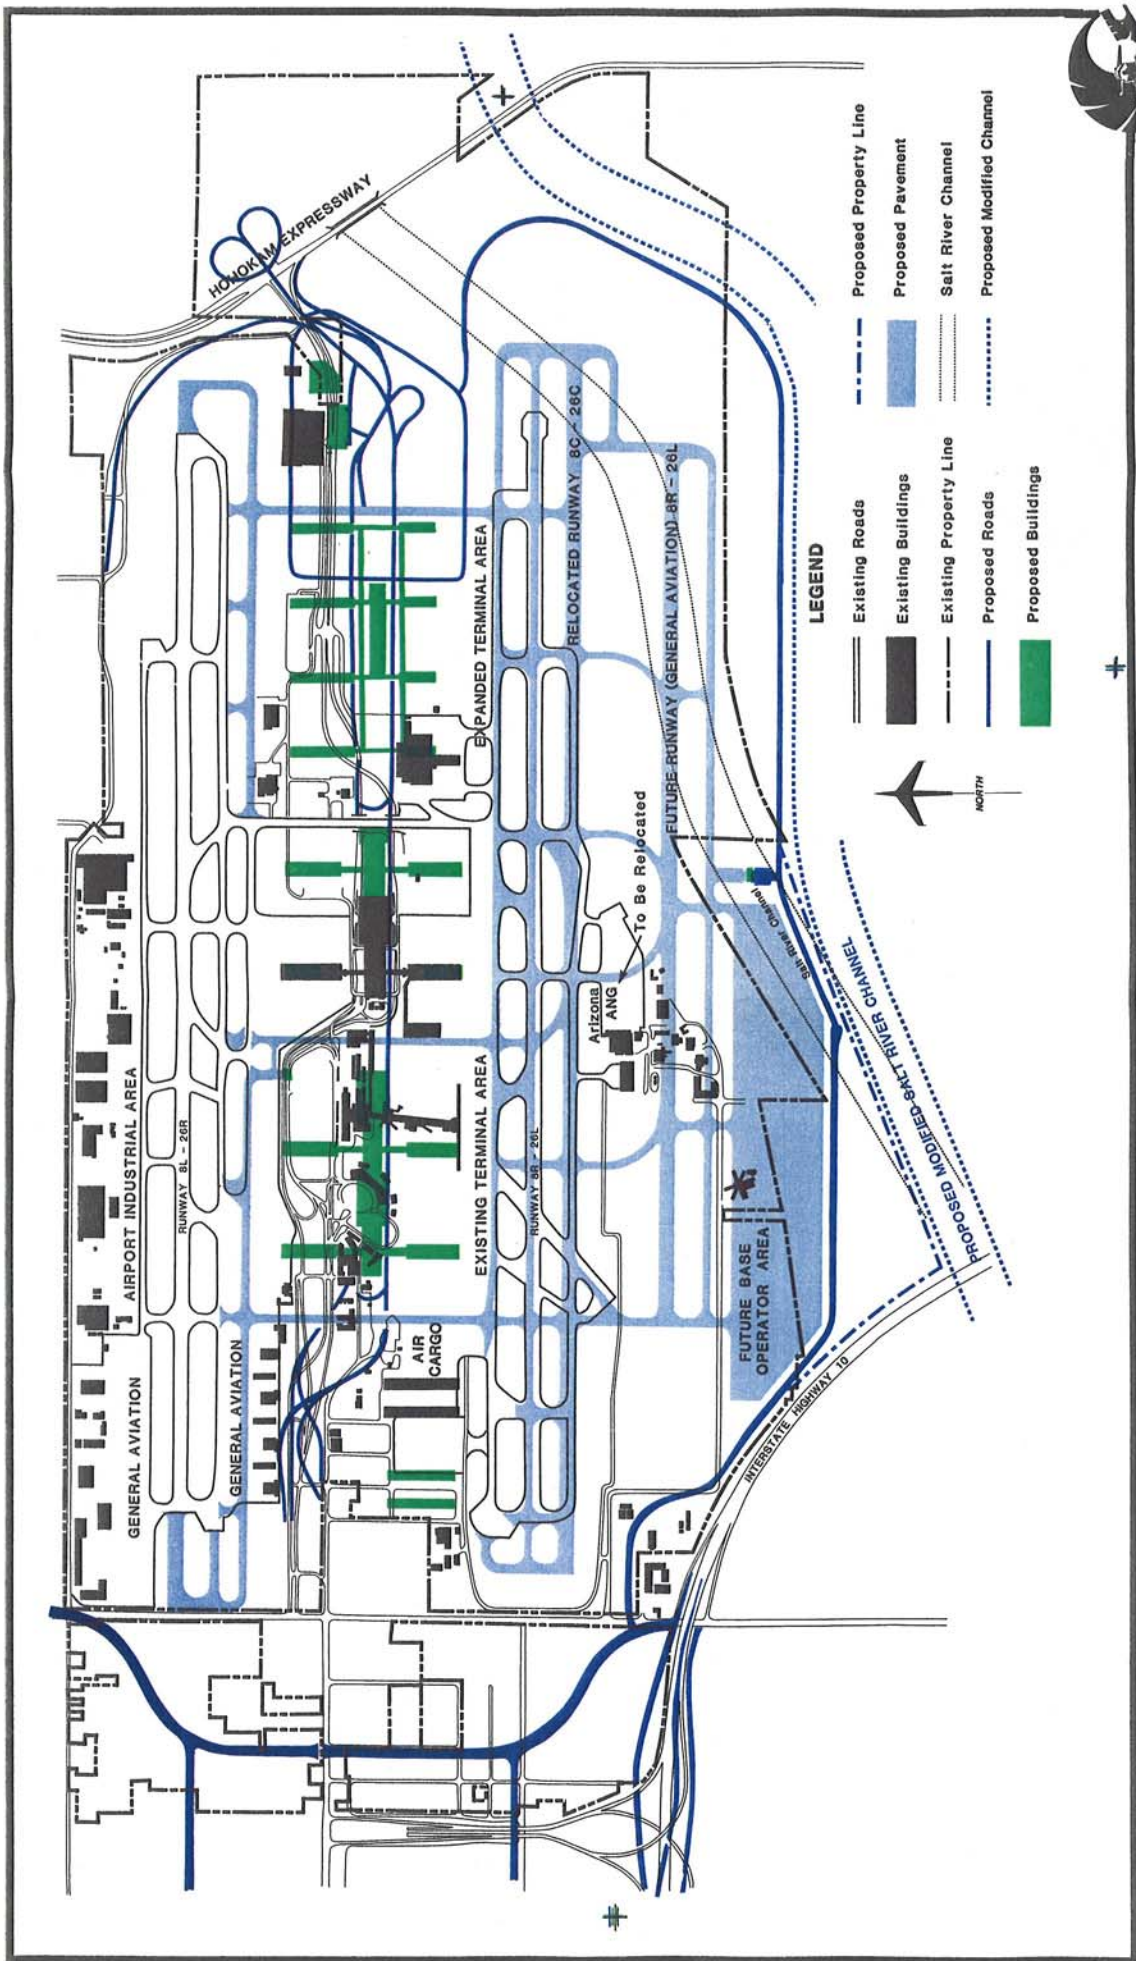 HOHOKAM EXPRESSWAY
AIRPORT INDUSTRIAL AREA
RUNWAY 8L - 26R
GENERAL AVIATION
GENERAL AVIATION
EXPANDED TERMINAL AREA
EXISTING TERMINAL AREA
AIR
CARGO
RELOCATED RUNWAY 8C - 26C
RUNWAY 8R - 26L
FUTURE RUNWAY (GENERAL AVIATION) 8R - 26L
To Be Relocated
Arizona
ANG
Salt River Channel
FUTURE BASE
OPERATOR AREA
PROPOSED MODIFIED SALT RIVER CHANNEL
INTERSTATE HIGHWAY 10
NORTH
LEGEND
Existing Roads
Existing Buildings
Existing Property Line
Proposed Roads
Proposed Buildings
Proposed Property Line
Proposed Pavement
Salt River Channel
Proposed Modified Channel